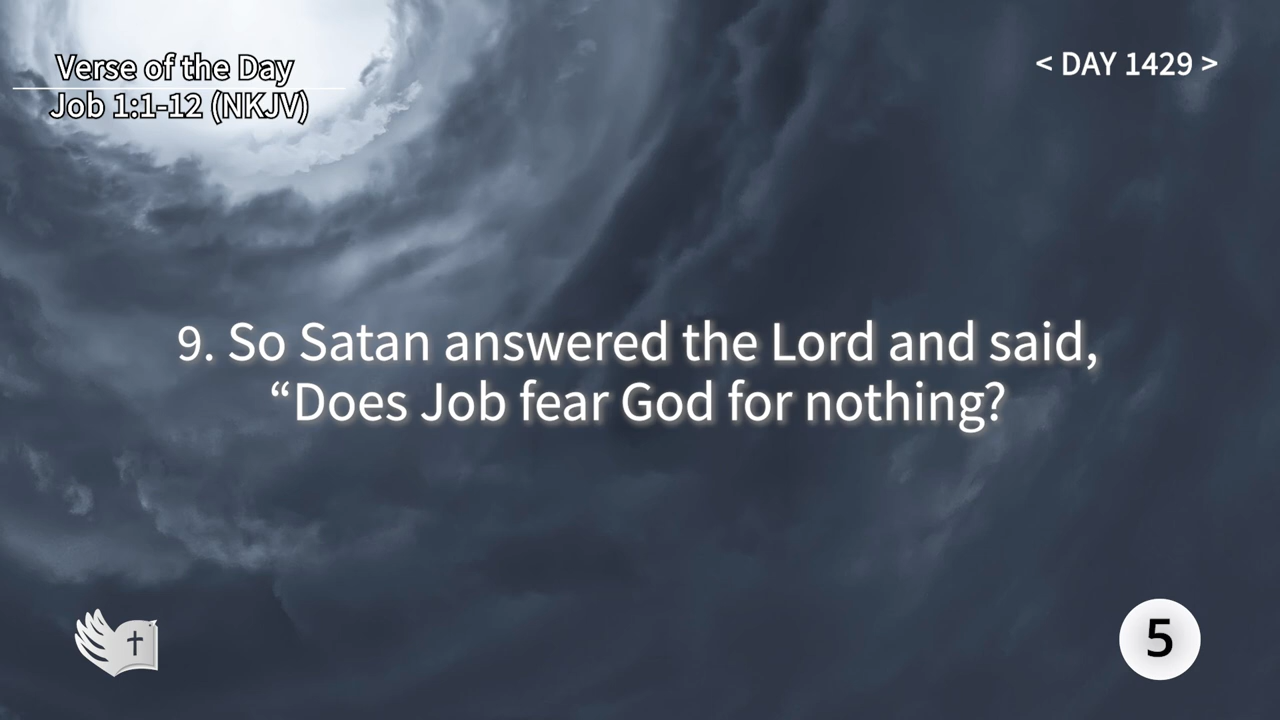 Verse of the Day
Job 1:1-12 (NKJV)
< DAY 1429 >
9. So Satan answered the Lord and said,
“Does Job fear God for nothing?
5